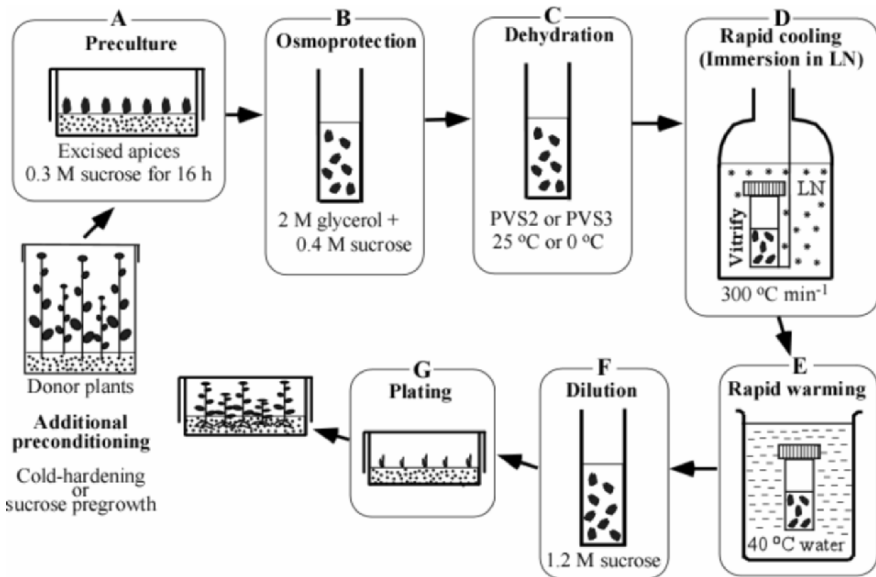 A
Preculture
Excised apices
0.3 M sucrose for 16 h
B
Osmoprotection
2 M glycerol +
0.4 M sucrose
C
Dehydration
PVS2 or PVS3
25 °C or 0 °C
D
Rapid cooling
(Immersion in LN)
LN
Vitrify
300 °C min-1
E
Rapid warming
40 °C water
F
Dilution
1.2 M sucrose
G
Plating
Donor plants
Additional
preconditioning
Cold-hardening
or
sucrose pregrowth